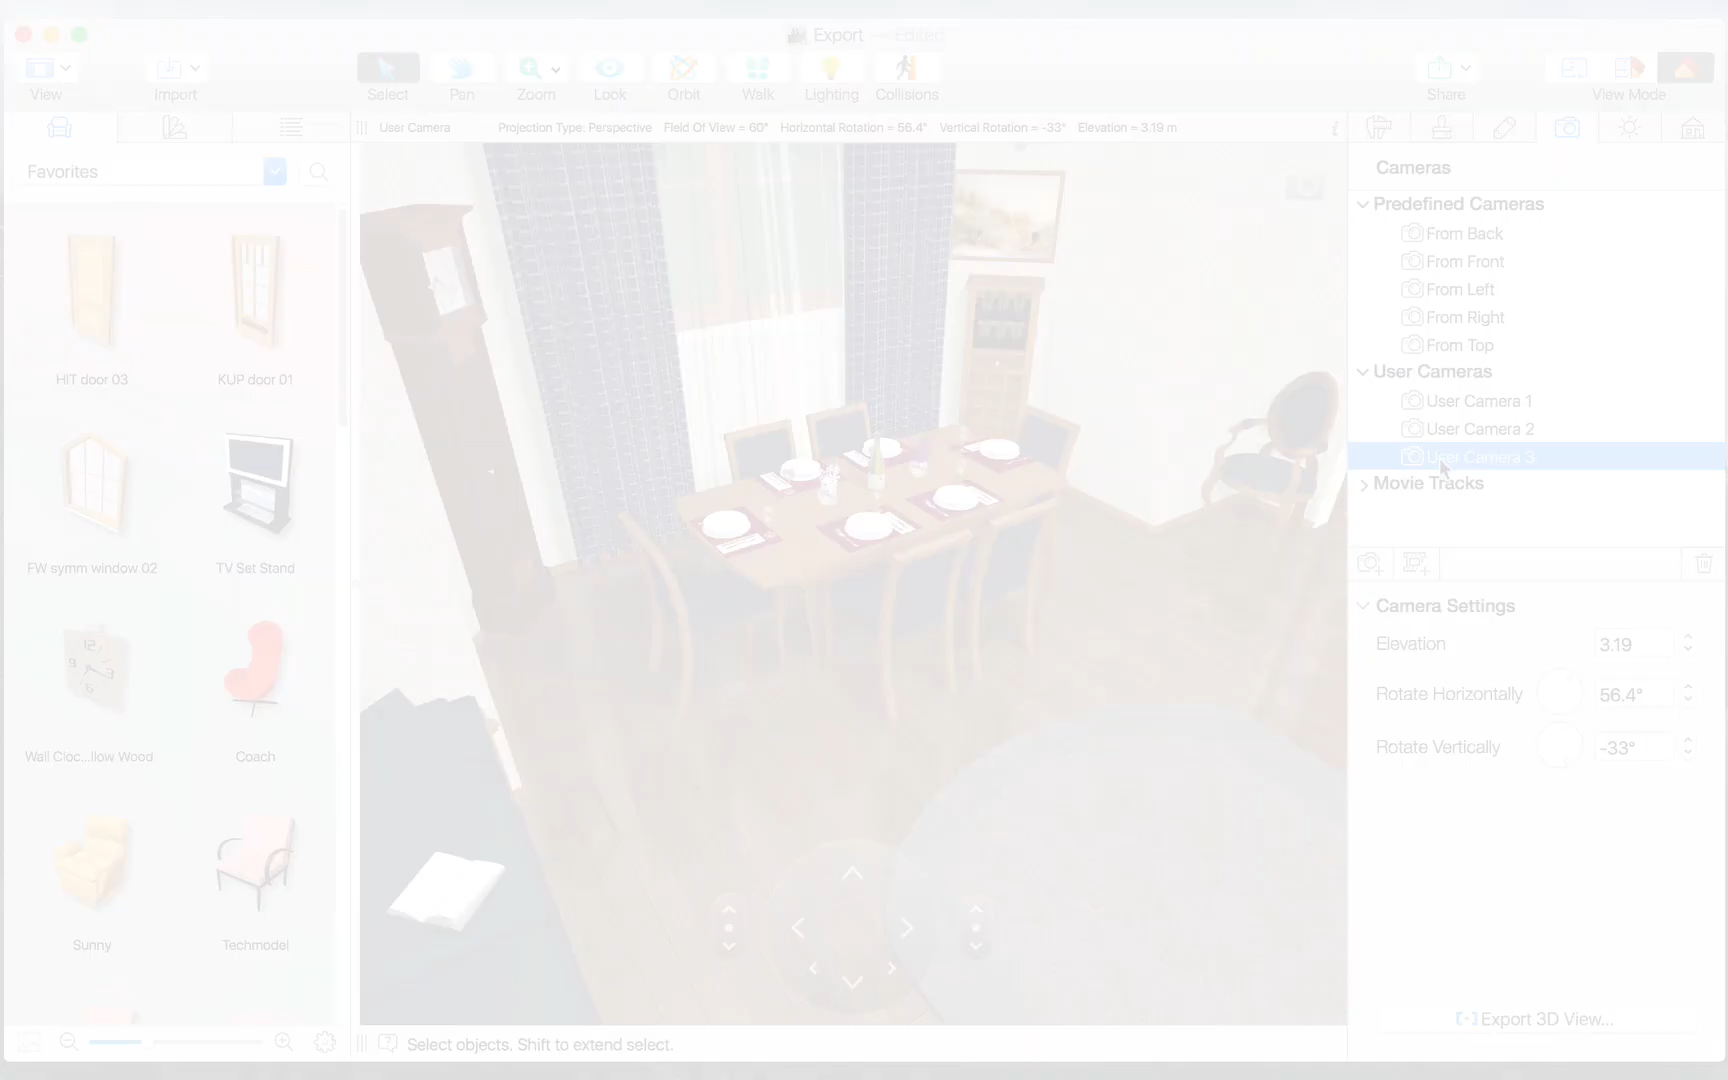 Export — Edited
View
Import
Select
Pan
Zoom
Look
Orbit
Walk
Lighting
Collisions
Share
View Mode
User Camera
Projection Type: Perspective
Field Of View = 60°
Horizontal Rotation = 56.4°
Vertical Rotation = -33°
Elevation = 3.19 m
Favorites
HIT door 03
KUP door 01
FW symm window 02
TV Set Stand
Wall Cloc...llow Wood
Coach
Sunny
Techmodel
Select objects. Shift to extend select.
Cameras
Predefined Cameras
From Back
From Front
From Left
From Right
From Top
User Cameras
User Camera 1
User Camera 2
User Camera 3
Movie Tracks
Camera Settings
Elevation
3.19
Rotate Horizontally
56.4°
Rotate Vertically
-33°
Export 3D View...